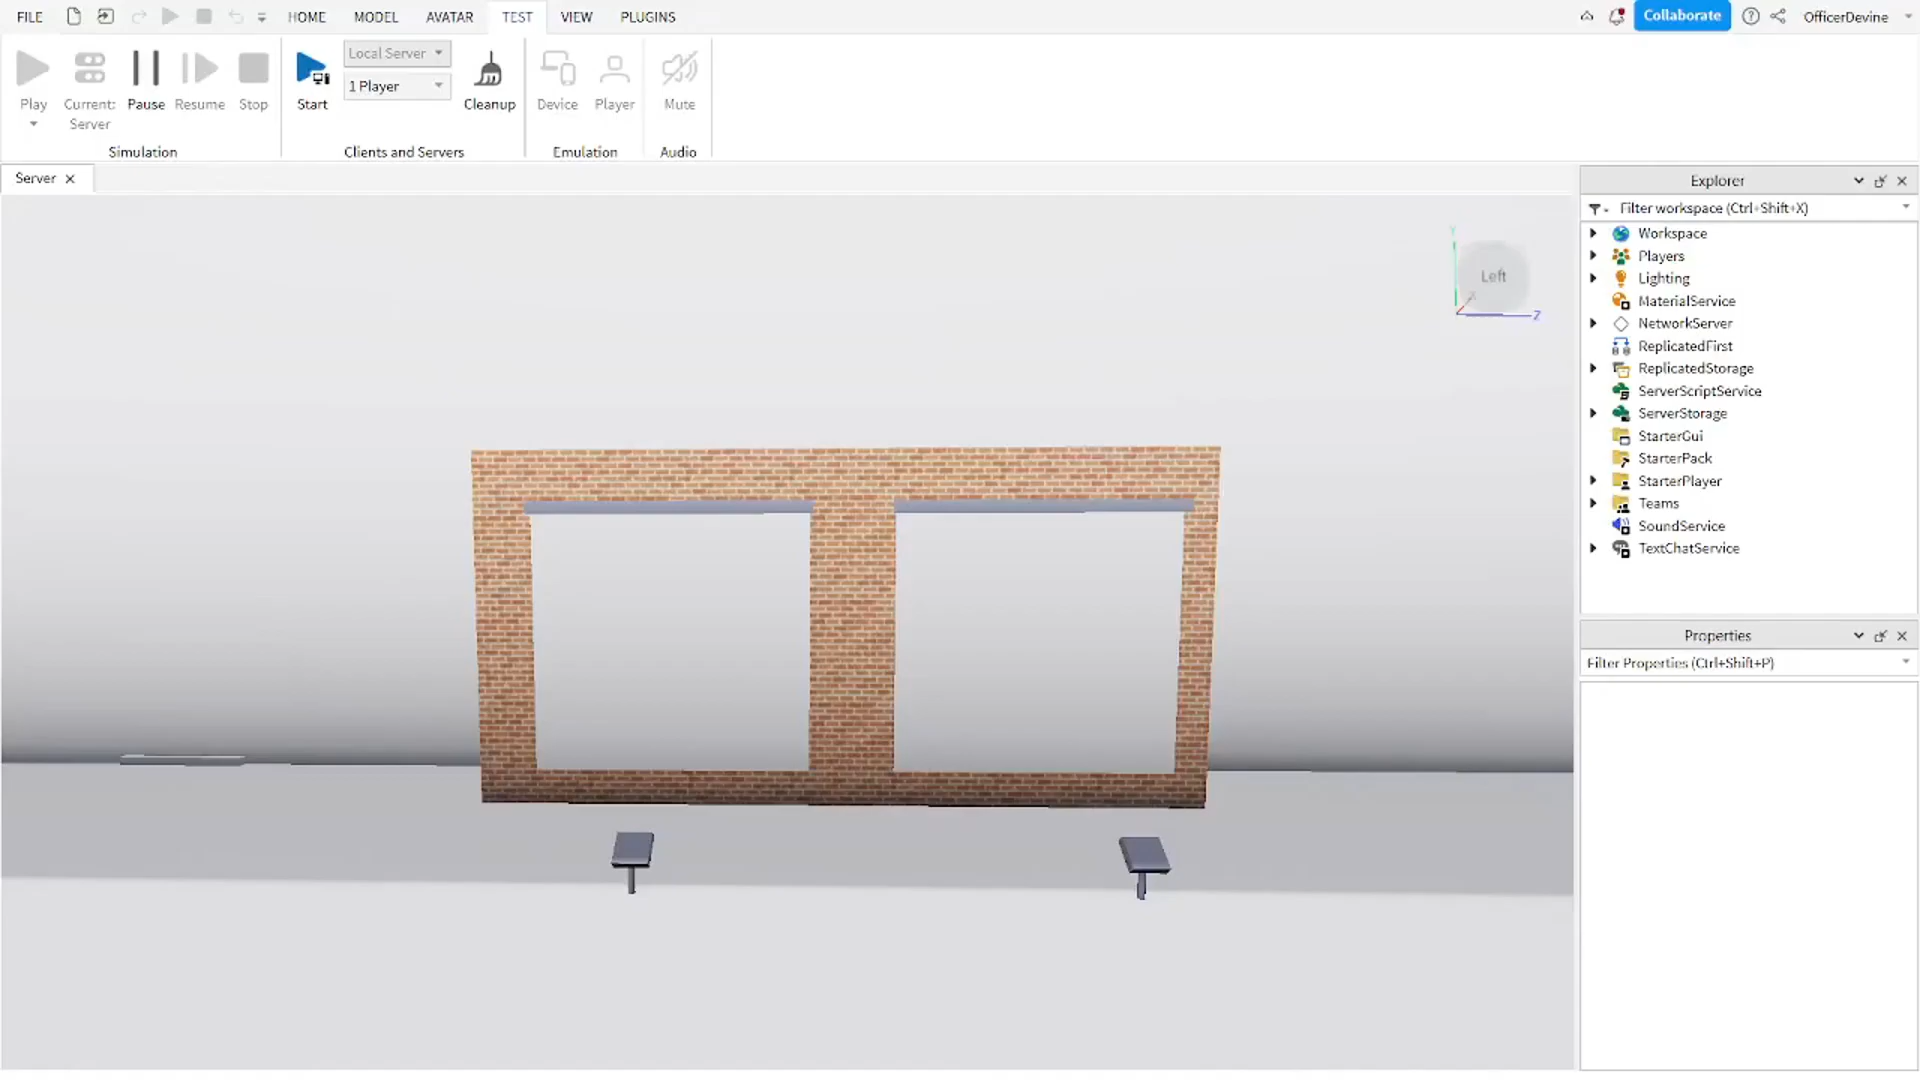 FILE HOME MODEL AVATAR TEST VIEW PLUGINS Collaborate OfficerDevine
Play Current: Server Pause Resume Stop
Simulation
Start Local Server 1 Player Cleanup
Clients and Servers
Device Player
Emulation
Mute
Audio
Server
Left
Y
X
Z
Explorer
Filter workspace (Ctrl+Shift+X)
Workspace
Players
Lighting
MaterialService
NetworkServer
ReplicatedFirst
ReplicatedStorage
ServerScriptService
ServerStorage
StarterGui
StarterPack
StarterPlayer
Teams
SoundService
TextChatService
Properties
Filter Properties (Ctrl+Shift+P)